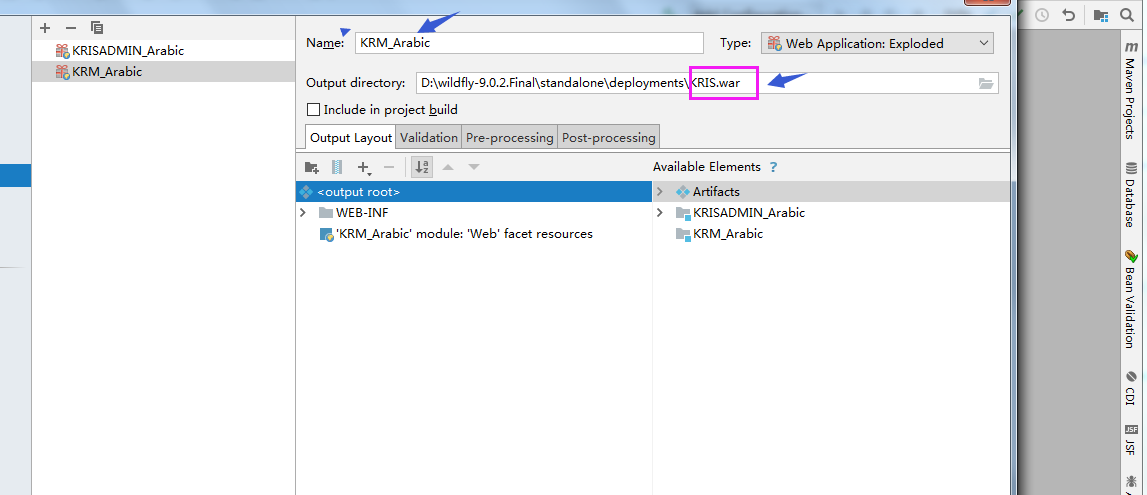 KRISADMIN_Arabic
KRM_Arabic
Name: KRM_Arabic Type: Web Application: Exploded
Output directory: D:\wildfly-9.0.2.Final\standalone\deployments\KRIS.war
Include in project build
Output Layout Validation Pre-processing Post-processing
Available Elements ?
<output root>
WEB-INF
'KRM_Arabic' module: 'Web' facet resources
Artifacts
KRISADMIN_Arabic
KRM_Arabic
Maven Projects
Database
Bean Validation
CDI
JSF